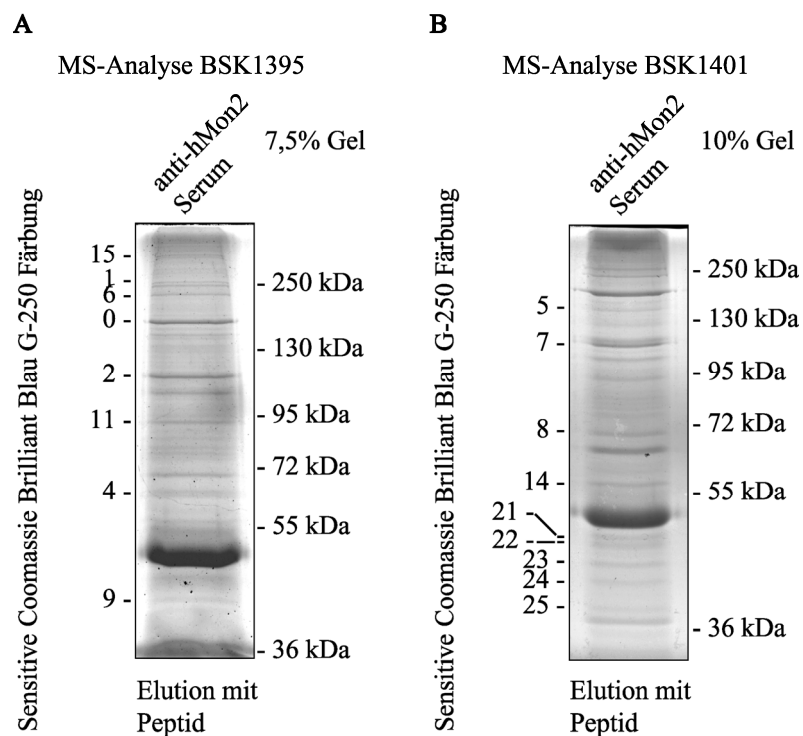 A
MS-Analyse BSK1395
anti-hMon2
Serum
7,5% Gel
Sensitive Coomassie Brilliant Blau G-250 Färbung
15 -
1 -
6 -
0 -
2 -
11 -
4 -
9 -
- 250 kDa
- 130 kDa
- 95 kDa
- 72 kDa
- 55 kDa
- 36 kDa
Elution mit
Peptid
B
MS-Analyse BSK1401
anti-hMon2
Serum
10% Gel
Sensitive Coomassie Brilliant Blau G-250 Färbung
5 -
7 -
8 -
14 -
21 -
22 -
23 -
24 -
25 -
- 250 kDa
- 130 kDa
- 95 kDa
- 72 kDa
- 55 kDa
- 36 kDa
Elution mit
Peptid